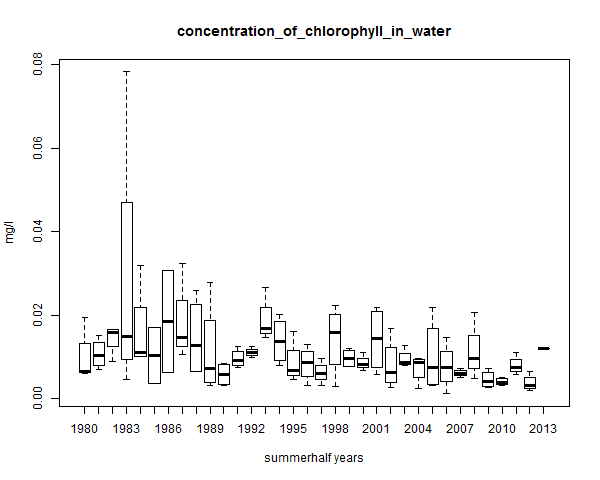 concentration_of_chlorophyll_in_water
0.08
0.06
0.04
0.02
0.00
mg/l
1980 1983 1986 1989 1992 1995 1998 2001 2004 2007 2010 2013
summerhalf years